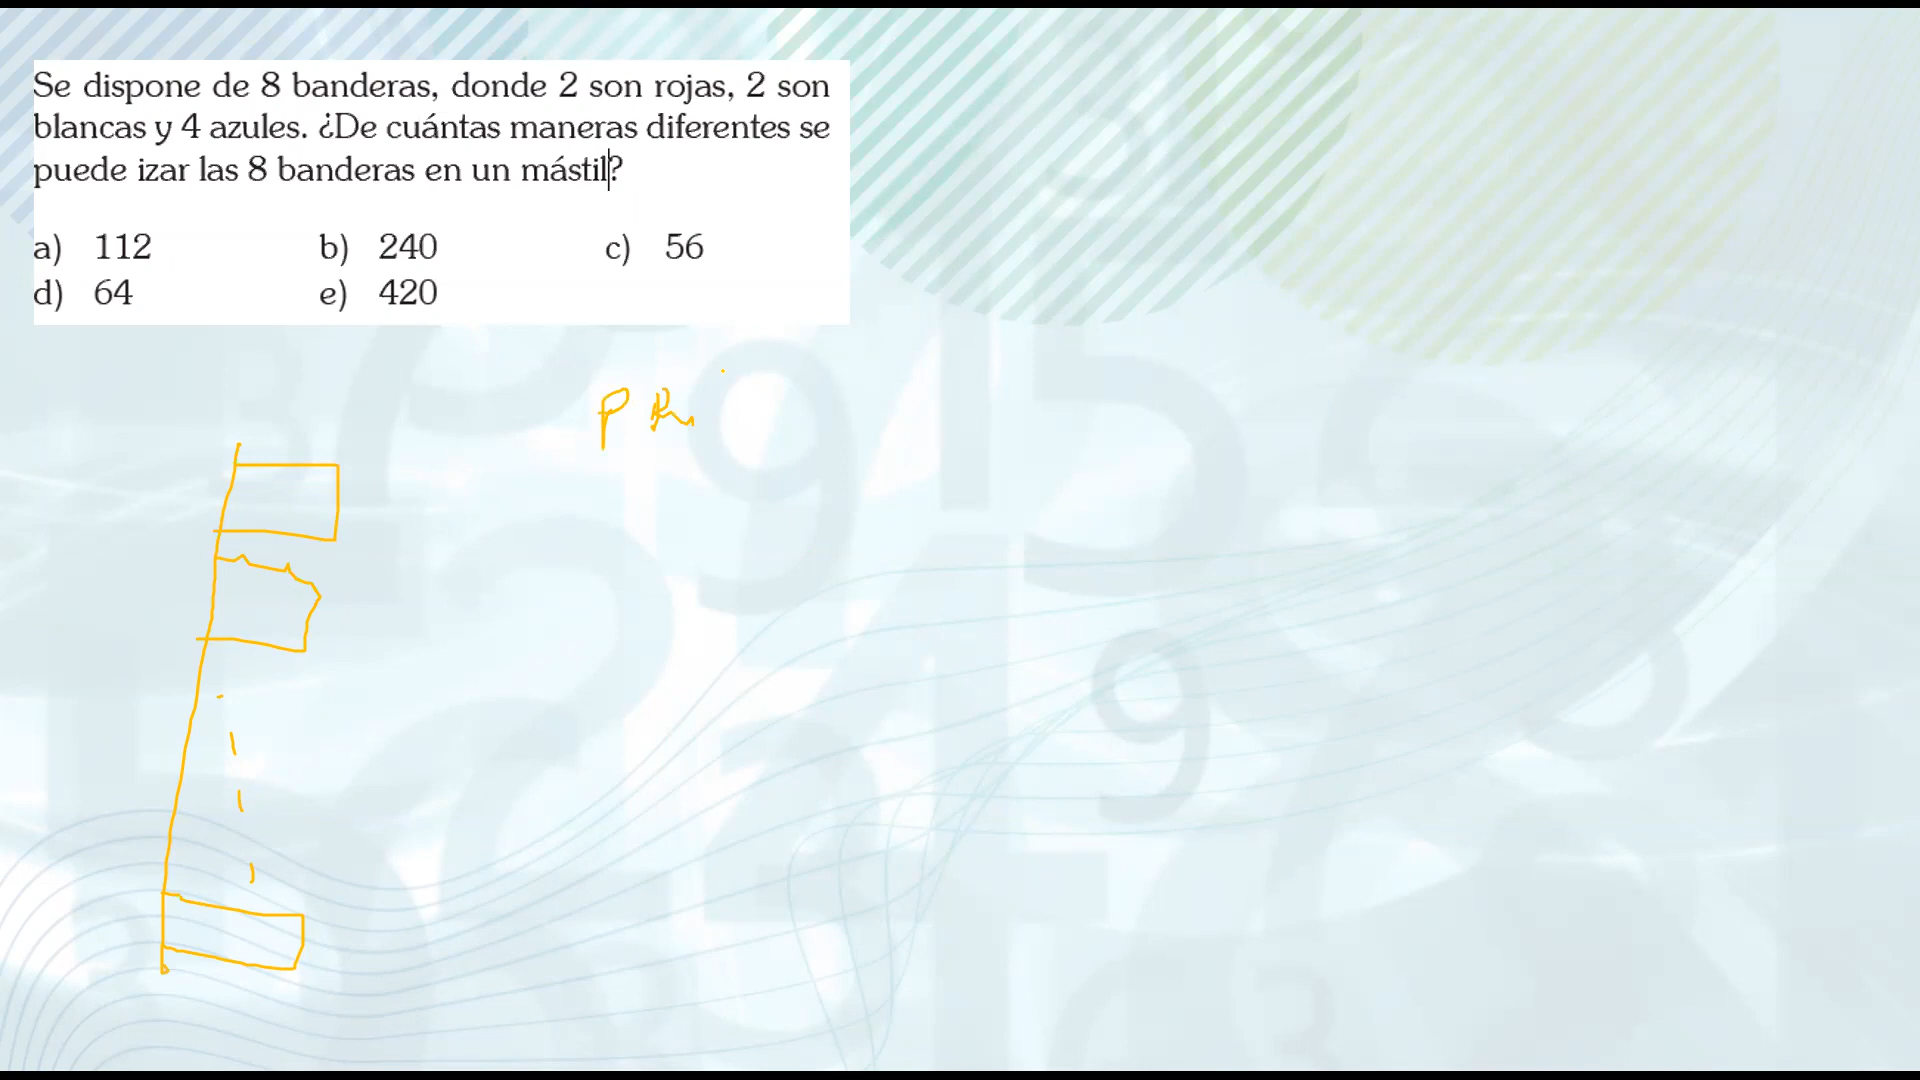 Se dispone de 8 banderas, donde 2 son rojas, 2 son
blancas y 4 azules. ¿De cuántas maneras diferentes se
puede izar las 8 banderas en un mástil?
a) 112 b) 240 c) 56
d) 64 e) 420
P